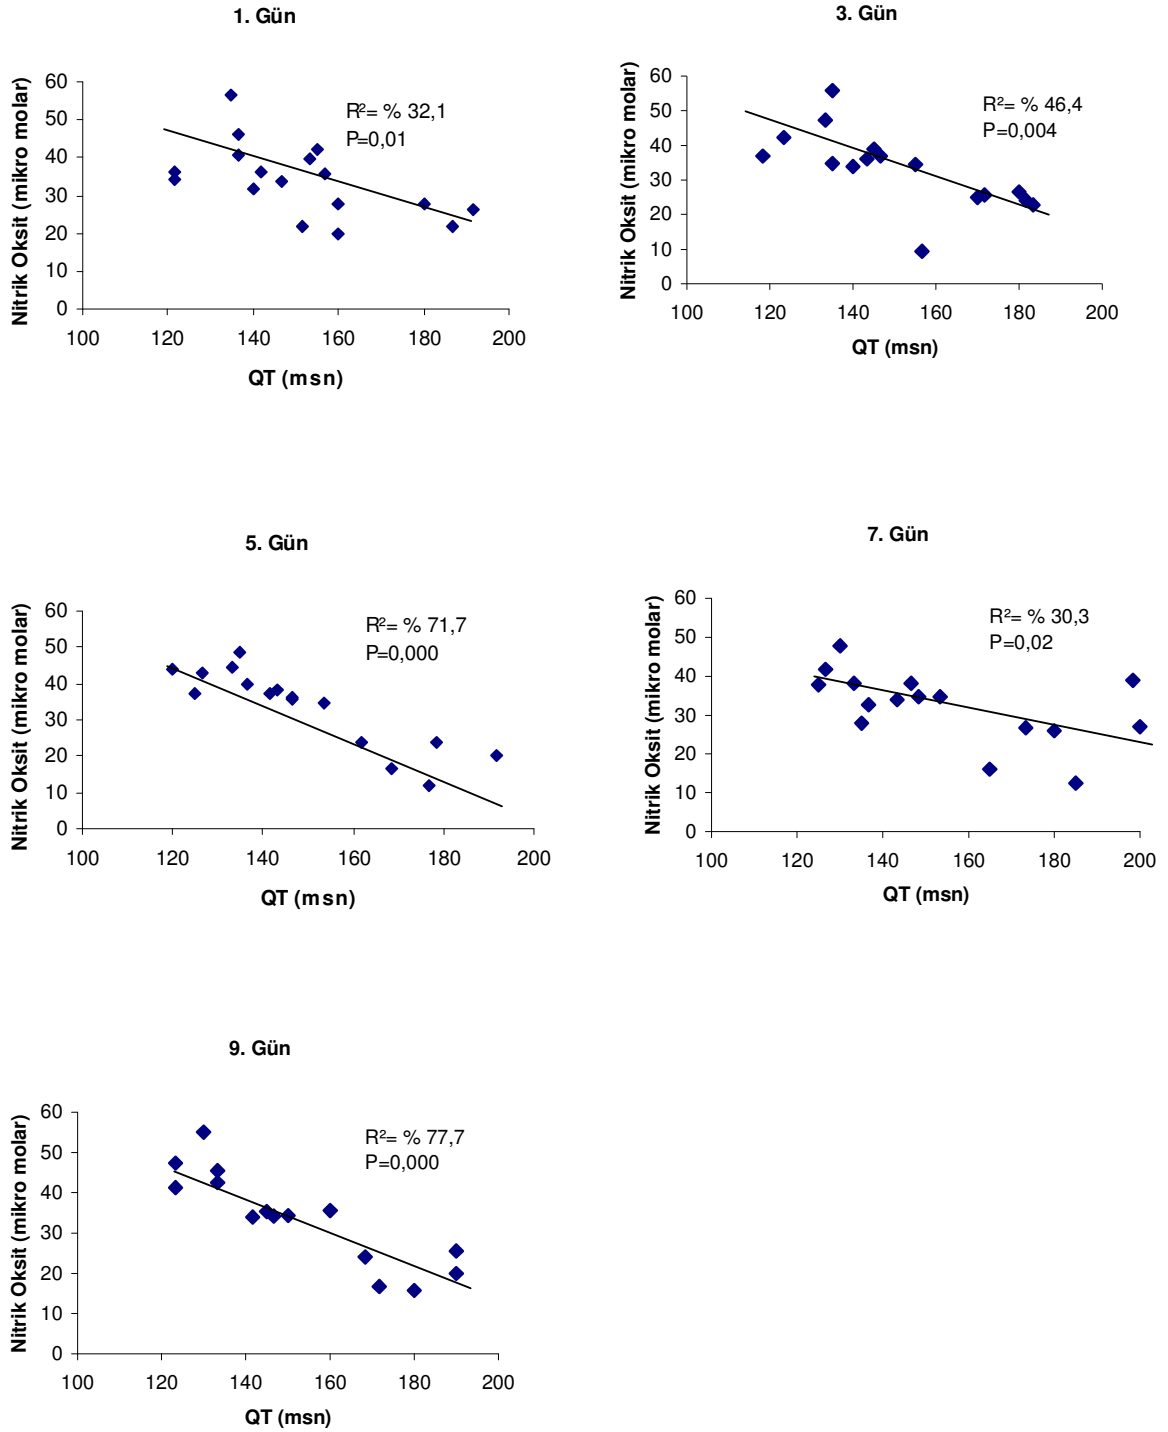 1. Gün
Nitrik Oksit (mikro molar)
60
50
40
30
20
10
0
R²= % 32,1
P=0,01
100 120 140 160 180 200
QT (msn)
3. Gün
Nitrik Oksit (mikro molar)
60
50
40
30
20
10
0
R²= % 46,4
P=0,004
100 120 140 160 180 200
QT (msn)
5. Gün
Nitrik Oksit (mikro molar)
60
50
40
30
20
10
0
R²= % 71,7
P=0,000
100 120 140 160 180 200
QT (msn)
7. Gün
Nitrik Oksit (mikro molar)
60
50
40
30
20
10
0
R²= % 30,3
P=0,02
100 120 140 160 180 200
QT (msn)
9. Gün
Nitrik Oksit (mikro molar)
60
50
40
30
20
10
0
R²= % 77,7
P=0,000
100 120 140 160 180 200
QT (msn)